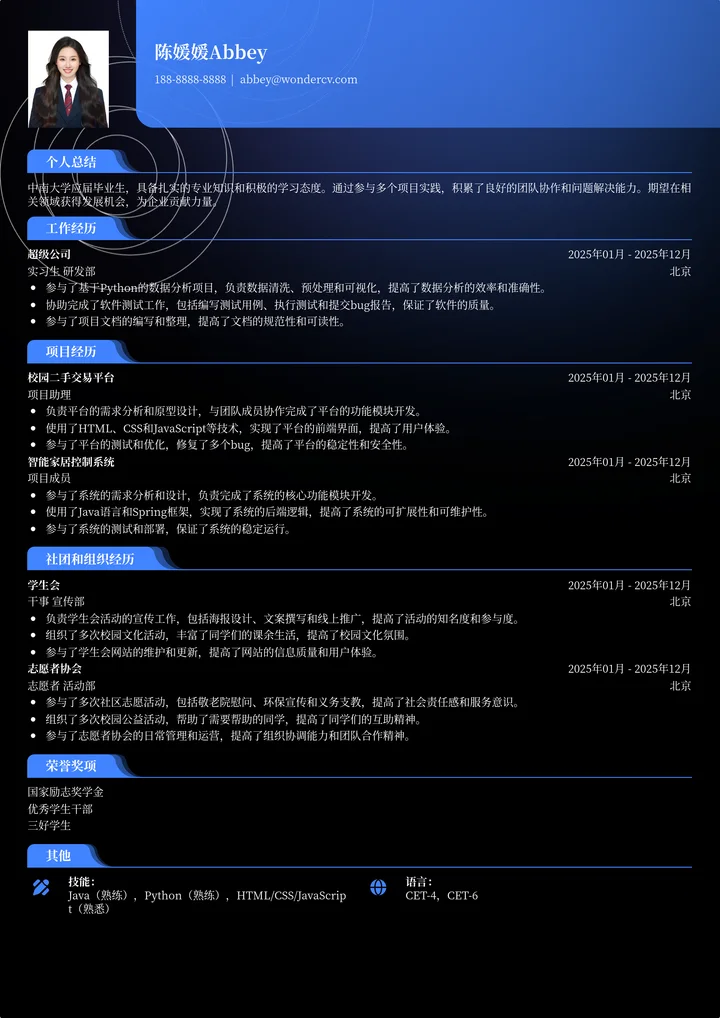 陈媛媛Abbey
188-8888-8888 | abbey@wondercv.com
个人总结
中南大学应届毕业生，具备扎实的专业知识和积极的学习态度。通过参与多个项目实践，积累了良好的团队协作和问题解决能力。期望在相
关领域获得发展机会，为企业贡献力量。
工作经历
超级公司 2025年01月 - 2025年12月
实习生 研发部 北京
• 参与了基于Python的数据分析项目，负责数据清洗、预处理和可视化，提高了数据分析的效率和准确性。
• 协助完成了软件测试工作，包括编写测试用例、执行测试和提交bug报告，保证了软件的质量。
• 参与了项目文档的编写和整理，提高了文档的规范性和可读性。
项目经历
校园二手交易平台 2025年01月 - 2025年12月
项目助理 北京
• 负责平台的需求分析和原型设计，与团队成员协作完成了平台的功能模块开发。
• 使用了HTML、CSS和JavaScript等技术，实现了平台的前端界面，提高了用户体验。
• 参与了平台的测试和优化，修复了多个bug，提高了平台的稳定性和安全性。
智能家居控制系统 2025年01月 - 2025年12月
项目成员 北京
• 参与了系统的需求分析和设计，负责完成了系统的核心功能模块开发。
• 使用了Java语言和Spring框架，实现了系统的后端逻辑，提高了系统的可扩展性和可维护性。
• 参与了系统的测试和部署，保证了系统的稳定运行。
社团和组织经历
学生会 2025年01月 - 2025年12月
干事 宣传部 北京
• 负责学生会活动的宣传工作，包括海报设计、文案撰写和线上推广，提高了活动的知名度和参与度。
• 组织了多次校园文化活动，丰富了同学们的课余生活，提高了校园文化氛围。
• 参与了学生会网站的维护和更新，提高了网站的信息质量和用户体验。
志愿者协会 2025年01月 - 2025年12月
志愿者 活动部 北京
• 参与了多次社区志愿活动，包括敬老院慰问、环保宣传和义务支教，提高了社会责任感和服务意识。
• 组织了多次校园公益活动，帮助了需要帮助的同学，提高了同学们的互助精神。
• 参与了志愿者协会的日常管理和运营，提高了组织协调能力和团队合作精神。
荣誉奖项
国家励志奖学金
优秀学生干部
三好学生
其他
技能：
Java（熟练），Python（熟练），HTML/CSS/JavaScrip
t（熟悉）
语言：
CET-4，CET-6